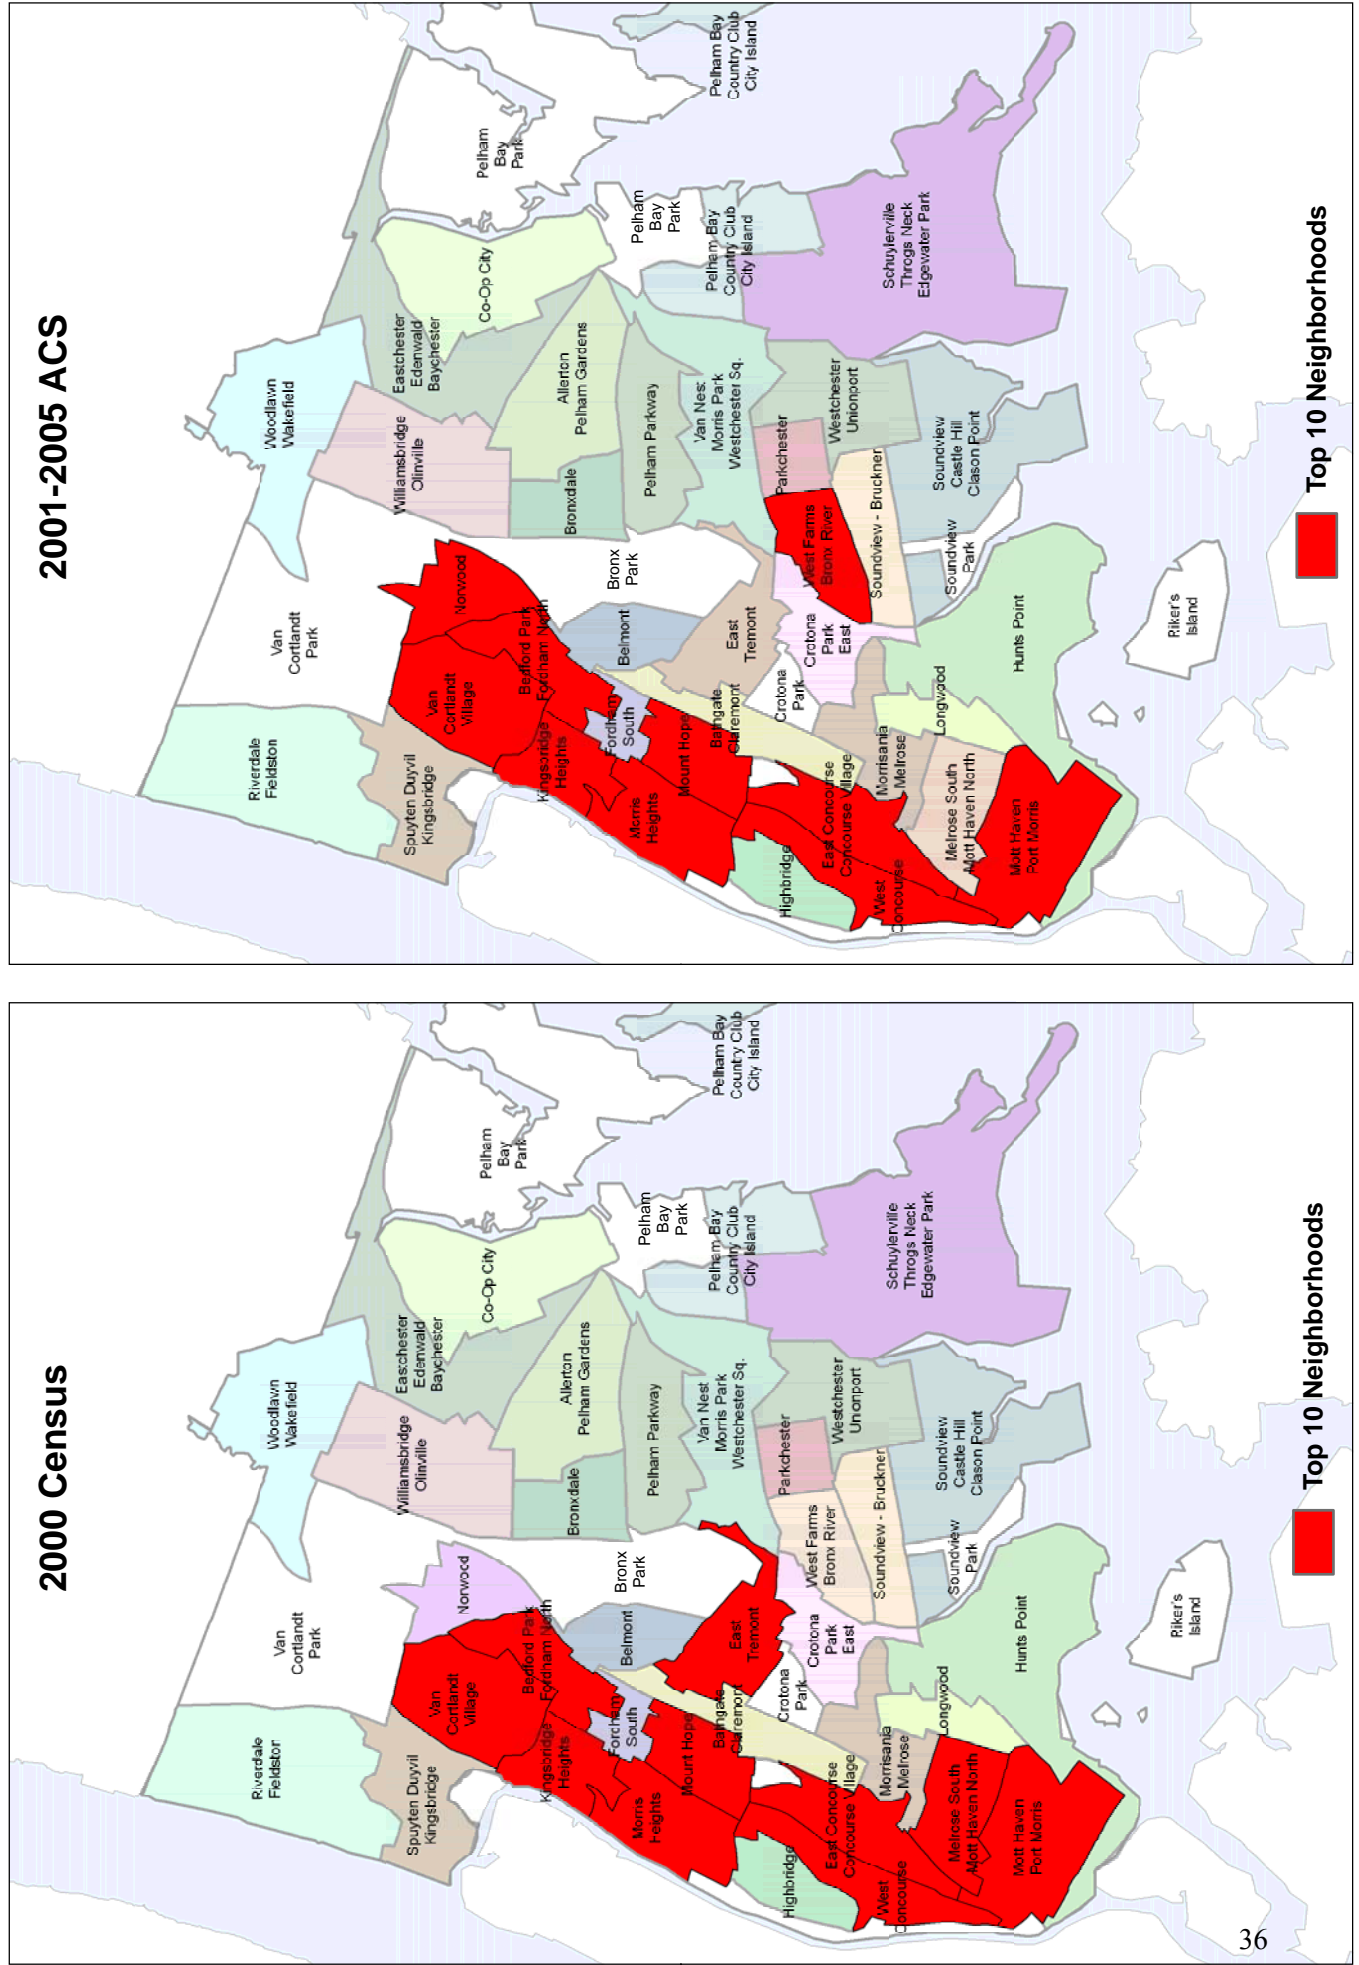 2000 Census
Riverdale
Fieldston
Van
Cortlandt
Park
Woodlawn
Wakefield
Spuyten Duyvil
Kingsbridge
Van
Cortlandt
Village
Norwood
Williamsbridge
Olinville
Eastchester
Edenwald
Baychester
Co-Op City
Pelham
Bay
Park
Bedford Park
Fordham North
Kingsbridge
Heights
Bronxdale
Allerton
Pelham Gardens
Fordham
South
Belmont
Bronx
Park
Pelham Parkway
Pelham
Bay
Park
Morris
Heights
Mount Hope
Bathgate
Claremont
East
Tremont
Van Nest
Morris Park
Westchester Sq.
Pelham Bay
Country Club
City Island
Pelham Bay
Country Club
City Island
Highbridge
Crotona
Park
Crotona
Park
East
West Farms
Bronx River
Parkchester
Westchester
Unionport
East Concourse
Concourse Village
West
Concourse
Morrisania
Melrose
Soundview - Bruckner
Schuylerville
Throgs Neck
Edgewater Park
Melrose South
Mott Haven North
Longwood
Soundview
Park
Soundview
Castle Hill
Clason Point
Mott Haven
Port Morris
Hunts Point
Riker's
Island
Top 10 Neighborhoods
36
2001-2005 ACS
Riverdale
Fieldston
Van
Cortlandt
Park
Woodlawn
Wakefield
Spuyten Duyvil
Kingsbridge
Van
Cortlandt
Village
Norwood
Williamsbridge
Olinville
Eastchester
Edenwald
Baychester
Co-Op City
Pelham
Bay
Park
Bedford Park
Fordham North
Kingsbridge
Heights
Bronxdale
Allerton
Pelham Gardens
Fordham
South
Belmont
Bronx
Park
Pelham Parkway
Pelham
Bay
Park
Morris
Heights
Mount Hope
Bathgate
Claremont
East
Tremont
Van Nest
Morris Park
Westchester Sq.
Pelham Bay
Country Club
City Island
Pelham Bay
Country Club
City Island
Highbridge
Crotona
Park
Crotona
Park
East
West Farms
Bronx River
Parkchester
Westchester
Unionport
East Concourse
Concourse Village
West
Concourse
Morrisania
Melrose
Soundview - Bruckner
Schuylerville
Throgs Neck
Edgewater Park
Melrose South
Mott Haven North
Longwood
Soundview
Park
Soundview
Castle Hill
Clason Point
Mott Haven
Port Morris
Hunts Point
Riker's
Island
Top 10 Neighborhoods